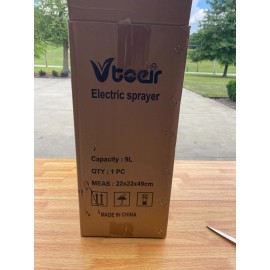 Vtoeir
Electric sprayer
Capacity : 8L
QTY : 1 PC
MEAS : 22x22x49cm
MADE IN CHINA